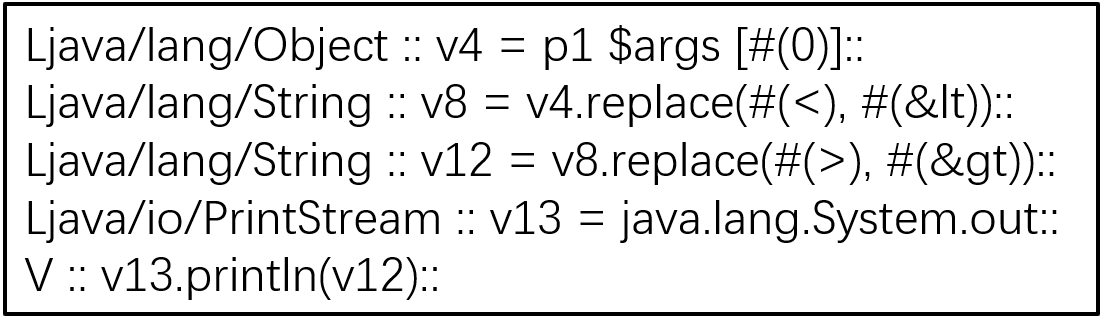 Ljava/lang/Object :: v4 = p1 $args [#(0)]::
Ljava/lang/String :: v8 = v4.replace(#(<), #(&lt))::
Ljava/lang/String :: v12 = v8.replace(#(>), #(&gt))::
Ljava/io/PrintStream :: v13 = java.lang.System.out::
V :: v13.println(v12)::